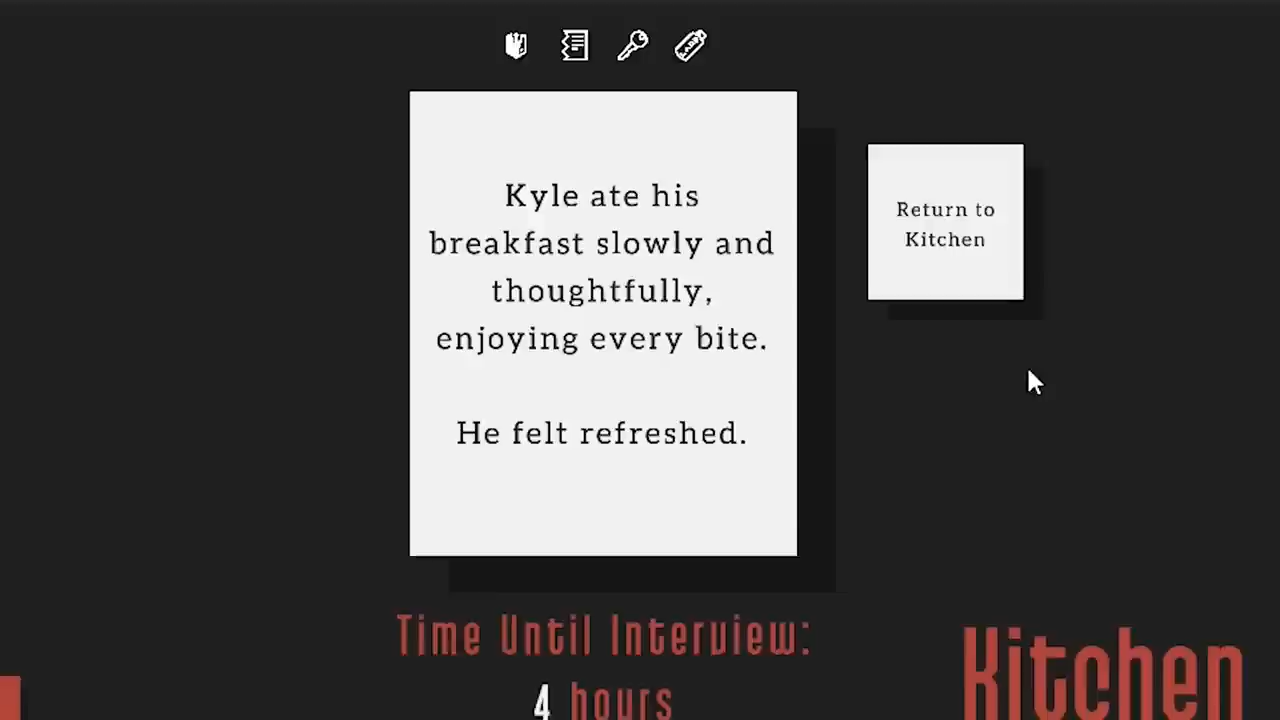 Kyle ate his
breakfast slowly and
thoughtfully,
enjoying every bite.
He felt refreshed.
Return to
Kitchen
Time Until Interview:
4 hours
Kitchen